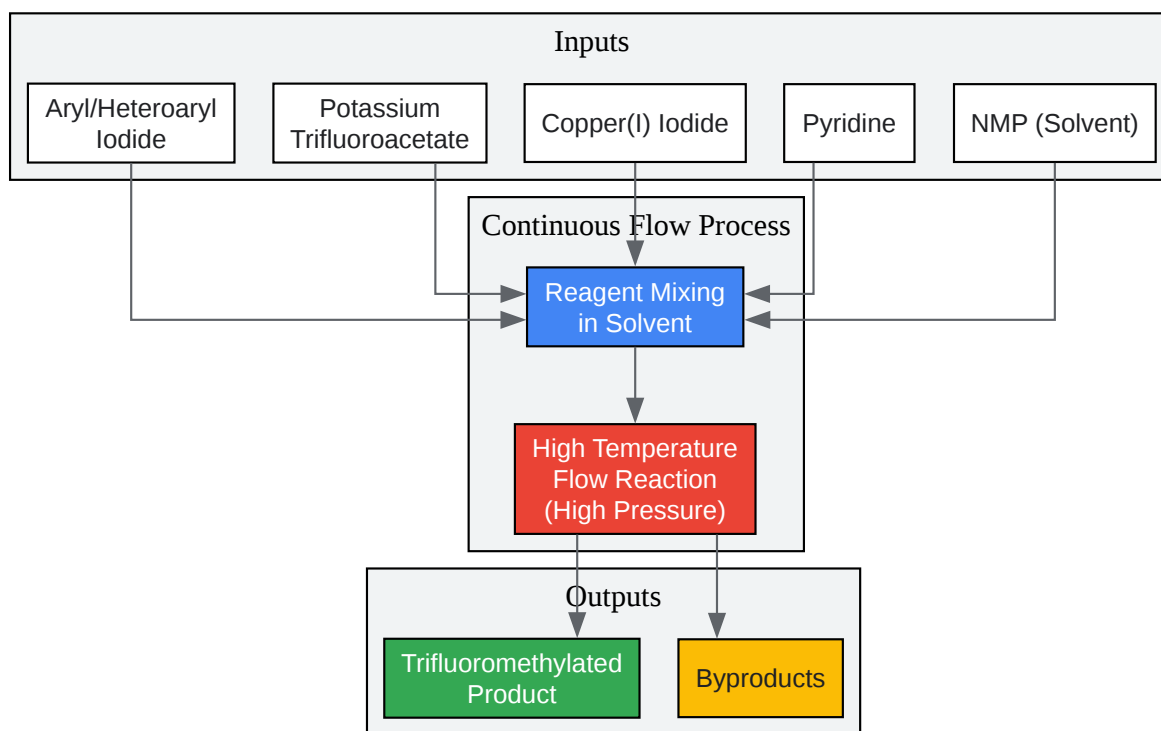 Inputs
Aryl/Heteroaryl
Iodide
Potassium
Trifluoroacetate
Copper(I) Iodide
Pyridine
NMP (Solvent)
Continuous Flow Process
Reagent Mixing
in Solvent
High Temperature
Flow Reaction
(High Pressure)
Outputs
Trifluoromethylated
Product
Byproducts